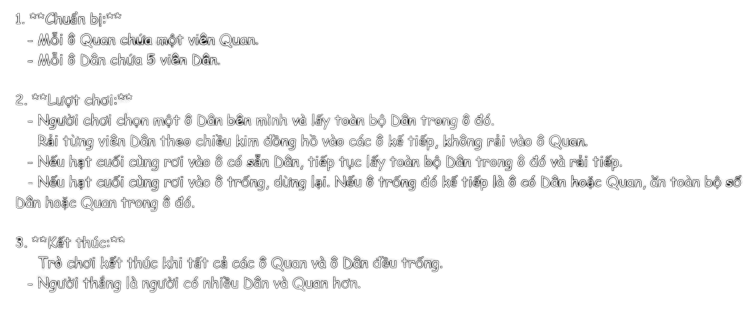 1. **Chuẩn bị:**
- Mỗi ô Quan chứa một viên Quan.
- Mỗi ô Dân chứa 5 viên Dân.
2. **Lượt chơi:**
- Người chơi chọn một ô Dân bên mình và lấy toàn bộ Dân trong ô đó.
Rải từng viên Dân theo chiều kim đồng hồ vào các ô kế tiếp, không rải vào ô Quan.
- Nếu hạt cuối cùng rơi vào ô có sẵn Dân, tiếp tục lấy toàn bộ Dân trong ô đó và rải tiếp.
- Nếu hạt cuối cùng rơi vào ô trống, dừng lại. Nếu ô trống đó kế tiếp là ô có Dân hoặc Quan, ăn toàn bộ số
Dân hoặc Quan trong ô đó.
3. **Kết thúc:**
Trò chơi kết thúc khi tất cả các ô Quan và ô Dân đều trống.
- Người thắng là người có nhiều Dân và Quan hơn.